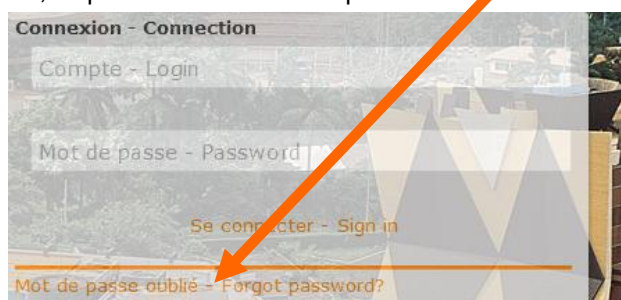 Connexion - Connection
Compte - Login
Mot de passe - Password
Se connecter - Sign in
Mot de passe oublié - Forgot password?